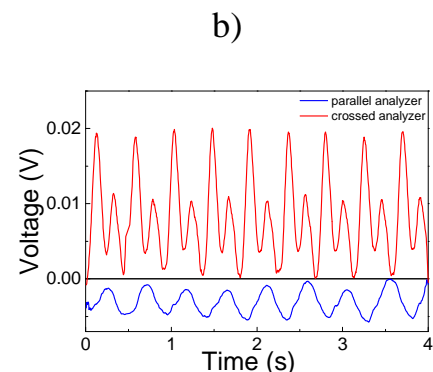 b)
parallel analyzer
crossed analyzer
0.02
0.01
0.00
Voltage (V)
0 1 2 3 4
Time (s)